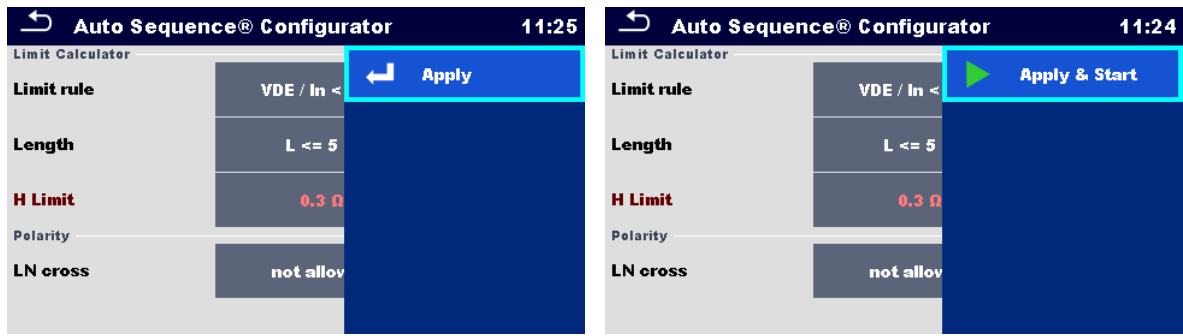 Auto Sequence® Configurator 11:25
Limit Calculator
Apply
Limit rule VDE / In <
Length L <= 5
H Limit 0.3 Ω
Polarity
LN cross not allow
Auto Sequence® Configurator 11:24
Limit Calculator
Apply & Start
Limit rule VDE / In <
Length L <= 5
H Limit 0.3 Ω
Polarity
LN cross not allow